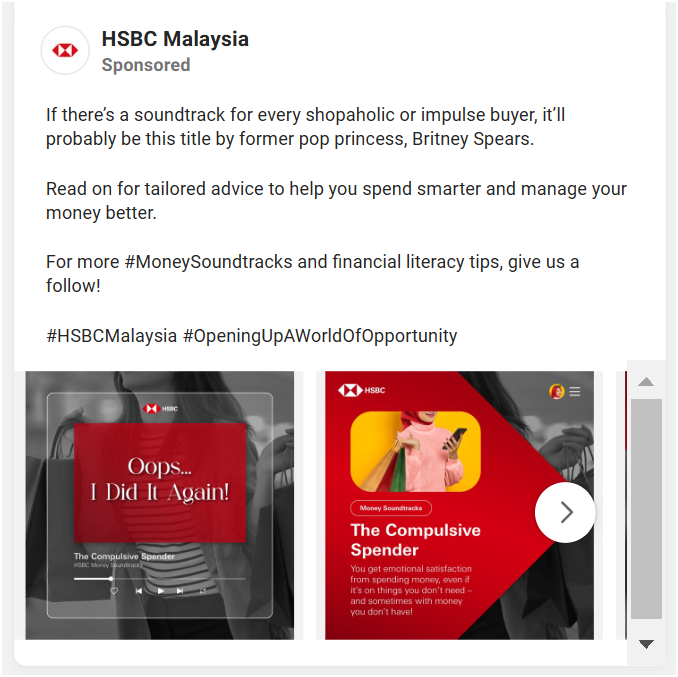 HSBC Malaysia
Sponsored
If there’s a soundtrack for every shopaholic or impulse buyer, it’ll
probably be this title by former pop princess, Britney Spears.
Read on for tailored advice to help you spend smarter and manage your
money better.
For more #MoneySoundtracks and financial literacy tips, give us a
follow!
#HSBCMalaysia #OpeningUpAWorldOfOpportunity
HSBC
Oops...
I Did It Again!
The Compulsive Spender
HSBC Money Soundtracks
HSBC
Money Soundtracks
The Compulsive
Spender
You get emotional satisfaction
from spending money, even if
it's on things you don't need –
and sometimes with money
you don't have!